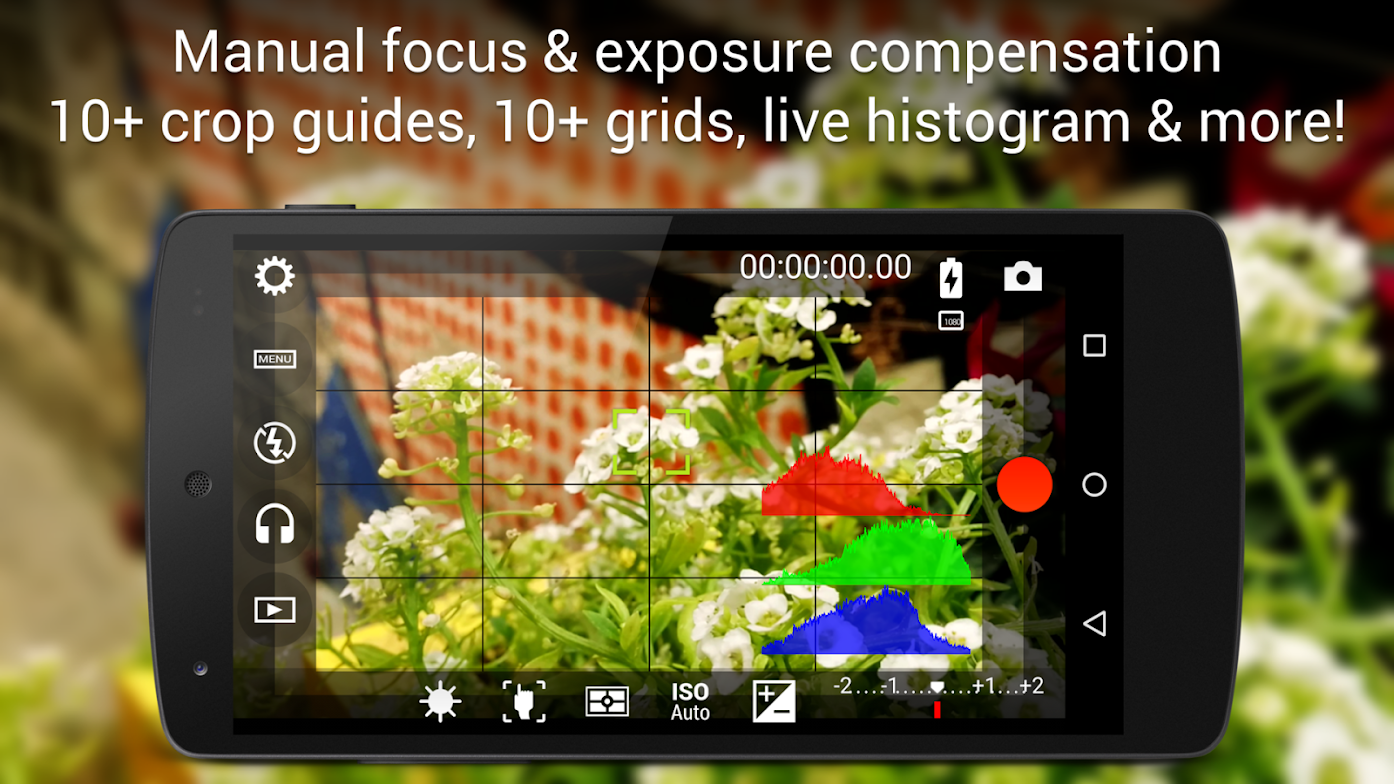 Manual focus & exposure compensation
10+ crop guides, 10+ grids, live histogram & more!
00:00:00.00
1080
MENU
ISO
Auto
-2....-1..........+1...+2